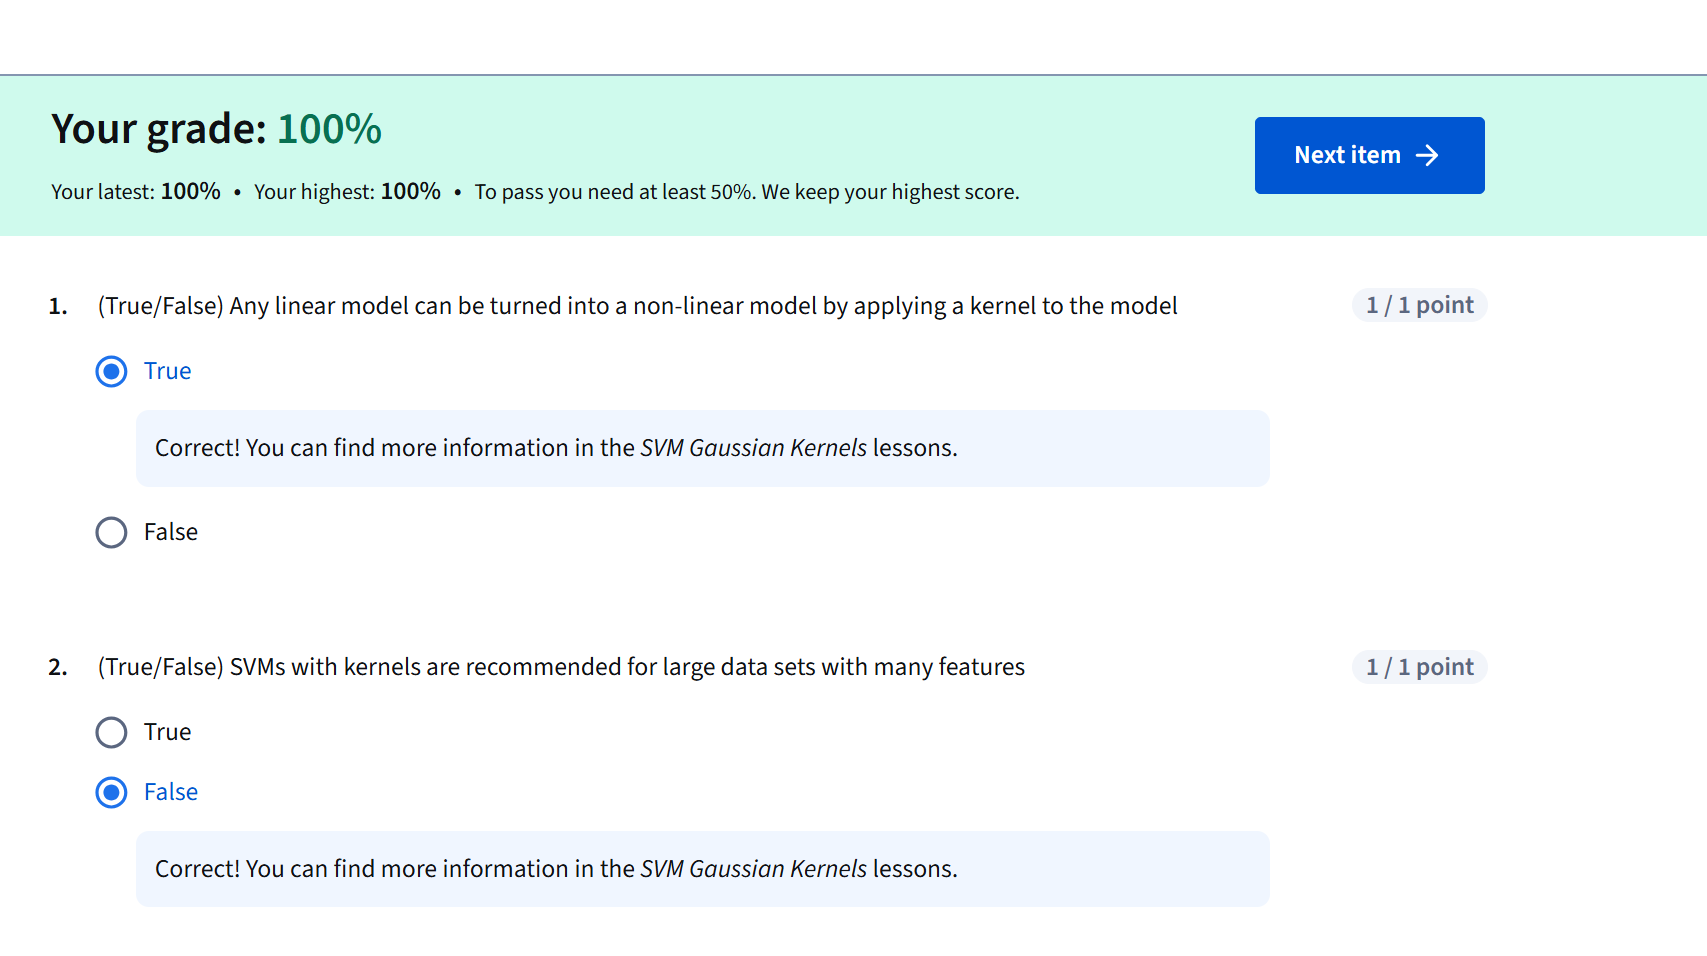 Your grade: 100%
Next item
Your latest: 100% • Your highest: 100% • To pass you need at least 50%. We keep your highest score.
1. (True/False) Any linear model can be turned into a non-linear model by applying a kernel to the model
1 / 1 point
True
Correct! You can find more information in the SVM Gaussian Kernels lessons.
False
2. (True/False) SVMs with kernels are recommended for large data sets with many features
1 / 1 point
True
False
Correct! You can find more information in the SVM Gaussian Kernels lessons.